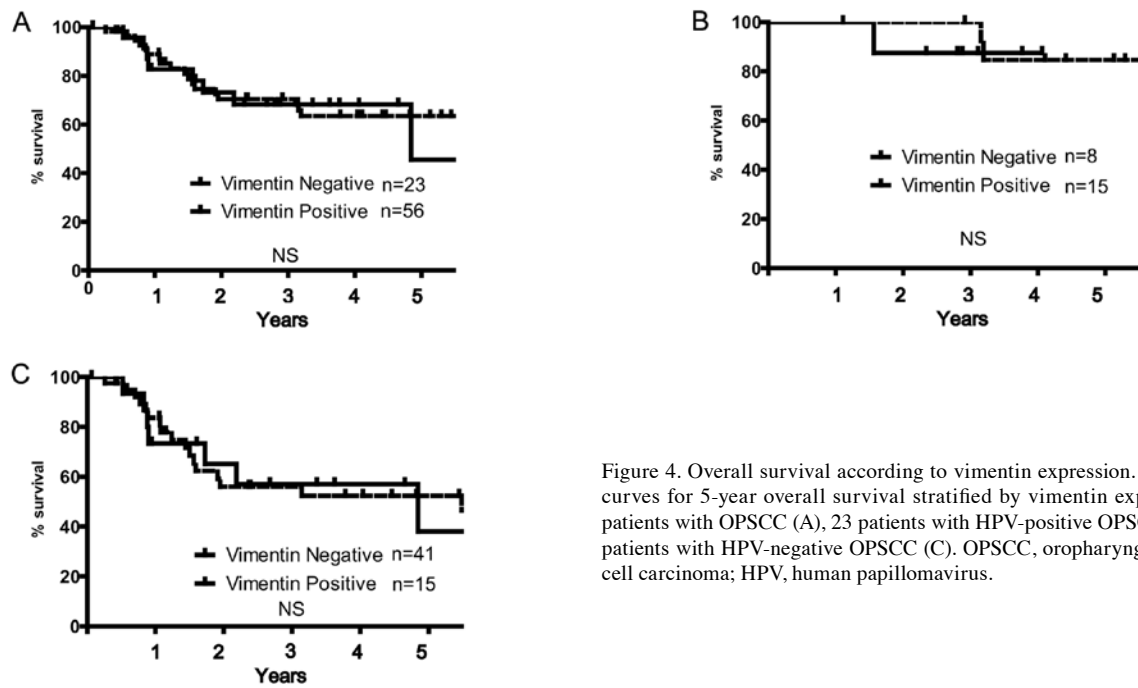 A
% survival
100
80
60
40
20
0
Vimentin Negative n=23
Vimentin Positive n=56
NS
0 1 2 3 4 5
Years
B
% survival
100
80
60
40
20
0
Vimentin Negative n=8
Vimentin Positive n=15
NS
1 2 3 4 5
Years
C
% survival
100
80
60
40
20
0
Vimentin Negative n=41
Vimentin Positive n=15
NS
1 2 3 4 5
Years
Figure 4. Overall survival according to vimentin expression.
curves for 5-year overall survival stratified by vimentin
patients with OPSCC (A), 23 patients with HPV-positive
patients with HPV-negative OPSCC (C). OPSCC,
cell carcinoma; HPV, human papillomavirus.